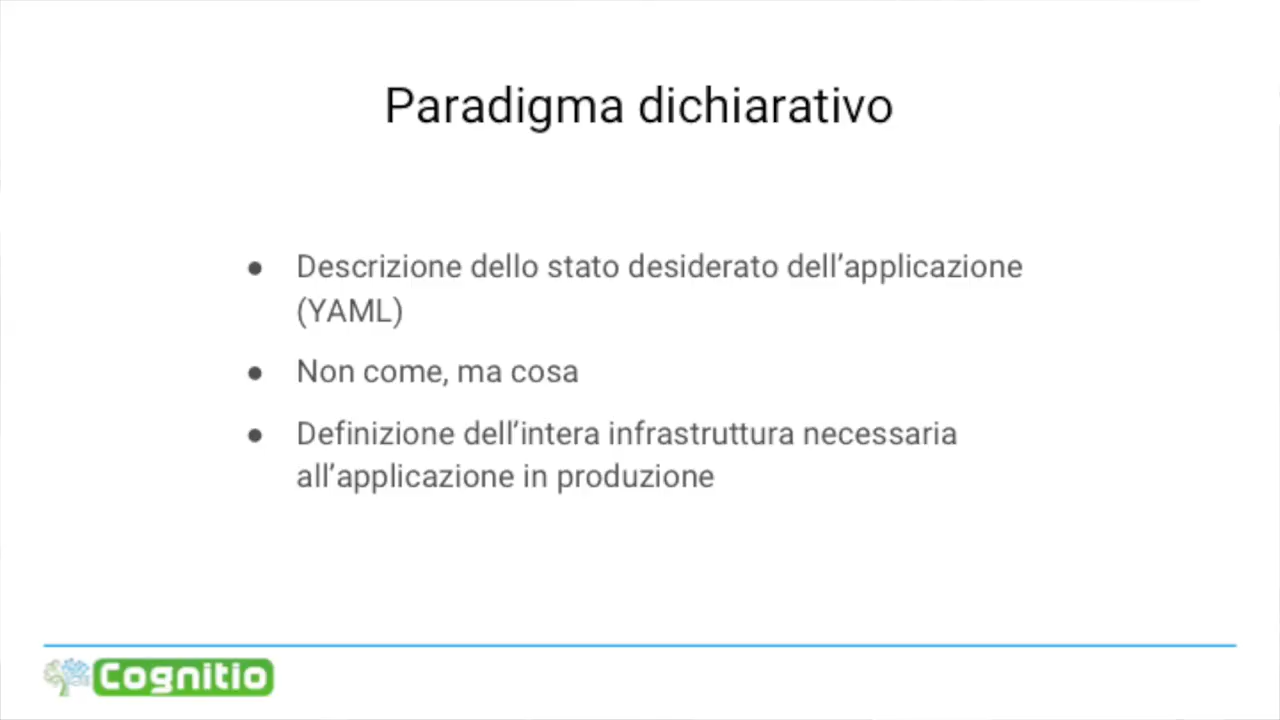 Paradigma dichiarativo
● Descrizione dello stato desiderato dell’applicazione
(YAML)
● Non come, ma cosa
● Definizione dell’intera infrastruttura necessaria
all’applicazione in produzione
Cognitio